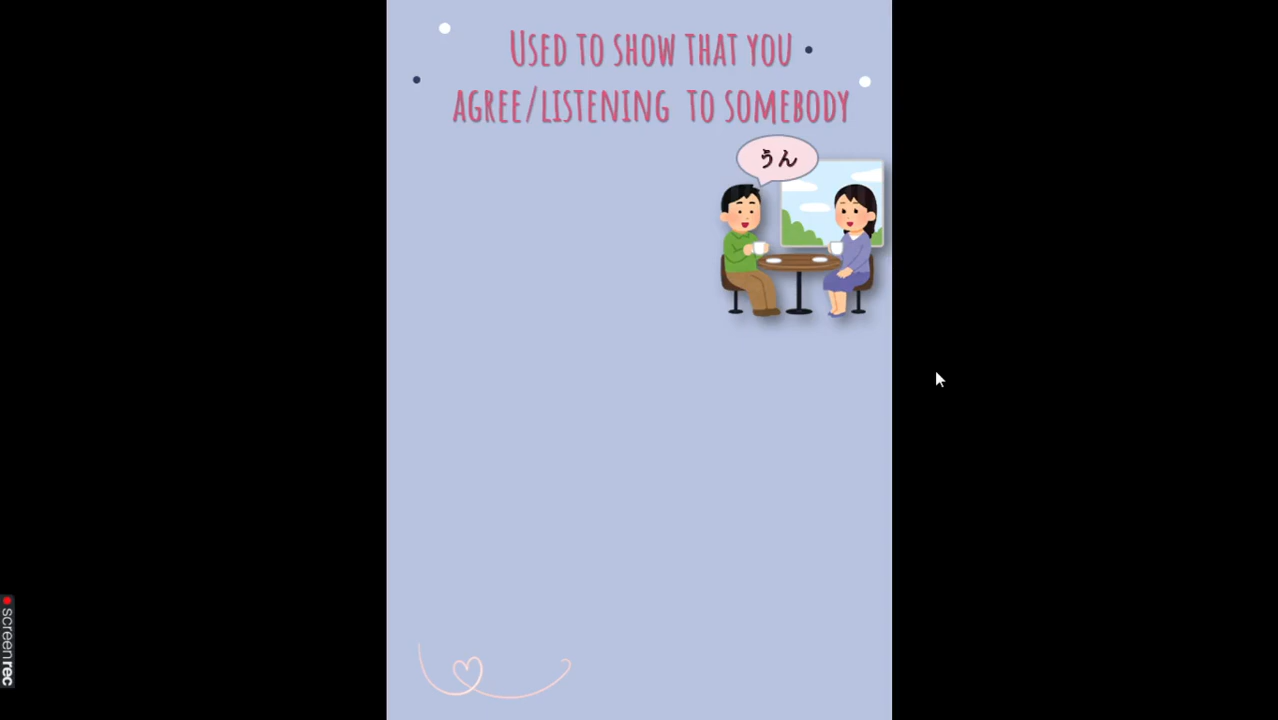 USED TO SHOW THAT YOU
AGREE/LISTENING TO SOMEBODY
うん
screenrec